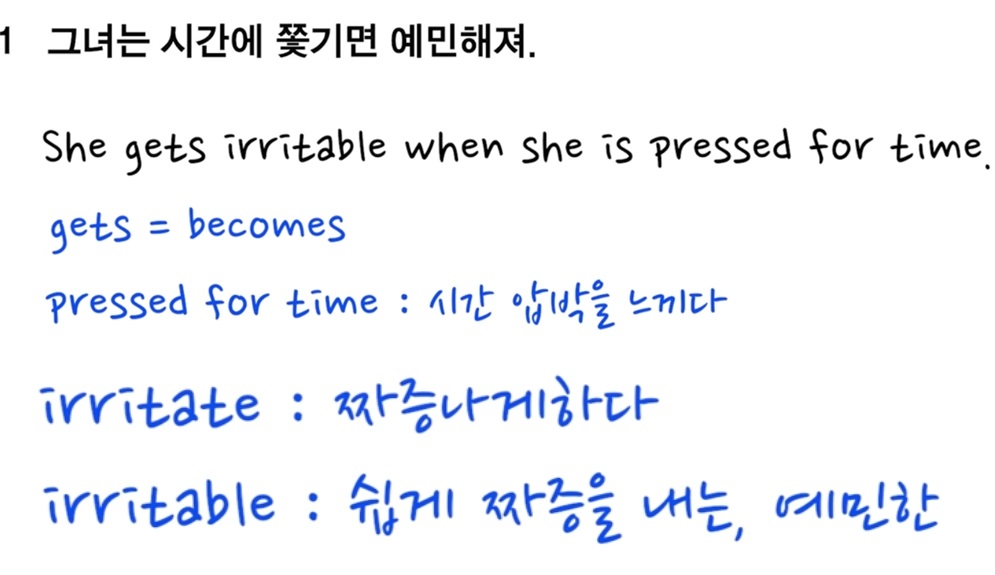 1 그녀는 시간에 쫓기면 예민해져.
She gets irritable when she is pressed for time.
gets = becomes
pressed for time : 시간 압박을 느끼다
irritate : 짜증나게하다
irritable : 쉽게 짜증을 내는, 예민한